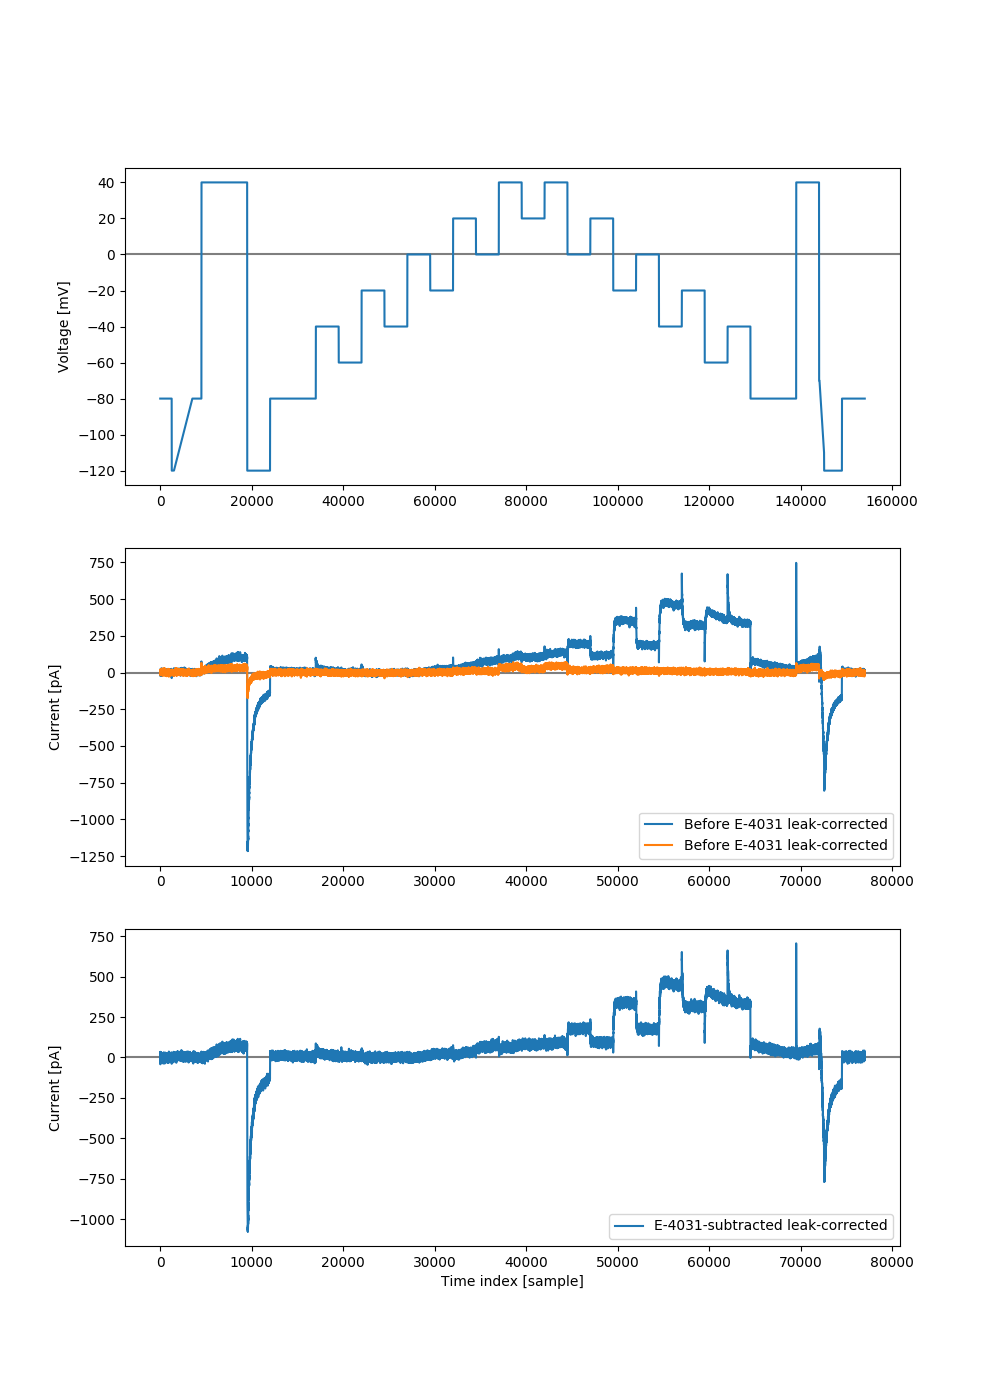 40
20
0
−20
−40
−60
−80
−100
−120
Voltage [mV]
0 20000 40000 60000 80000 100000 120000 140000 160000
750
500
250
0
−250
−500
−750
−1000
−1250
Current [pA]
Before E-4031 leak-corrected
Before E-4031 leak-corrected
0 10000 20000 30000 40000 50000 60000 70000 80000
750
500
250
0
−250
−500
−750
−1000
Current [pA]
E-4031-subtracted leak-corrected
0 10000 20000 30000 40000 50000 60000 70000 80000
Time index [sample]